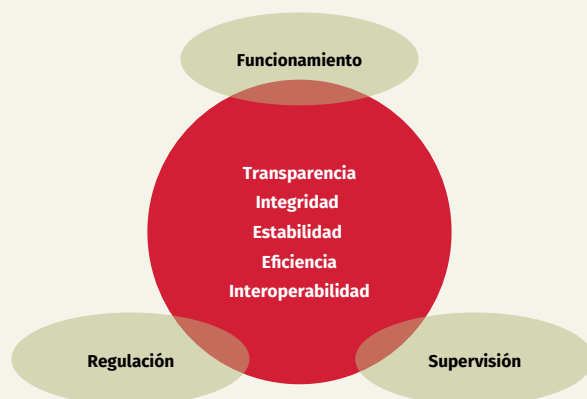 Funcionamiento
Transparencia
Integridad
Estabilidad
Eficiencia
Interoperabilidad
Regulación
Supervisión